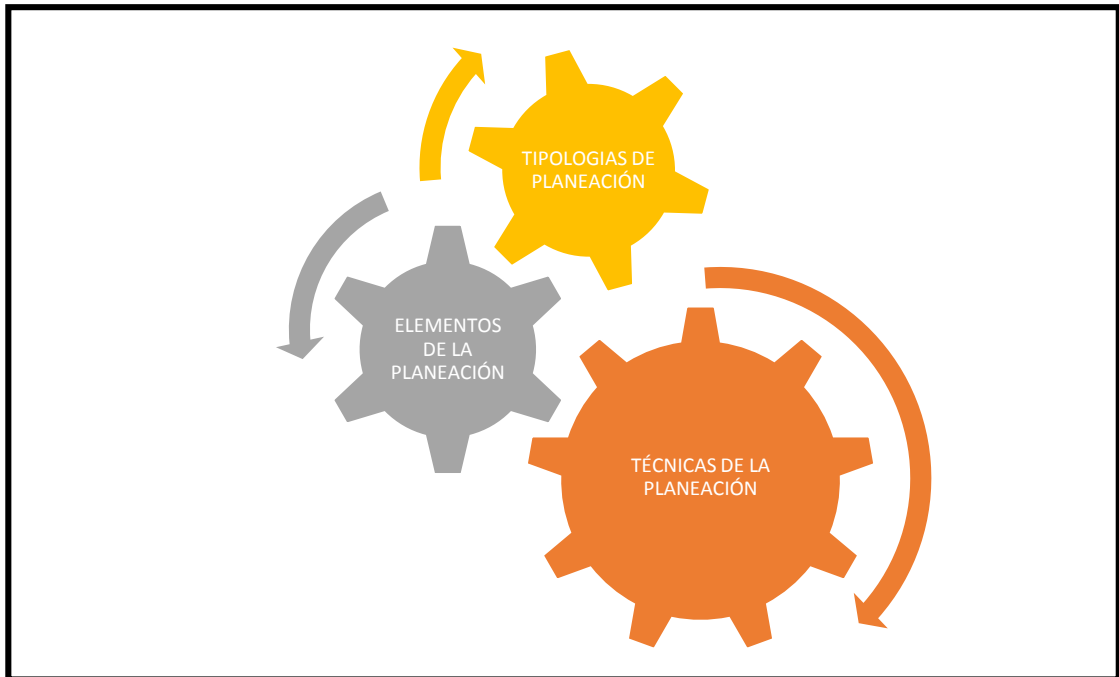 TIPOLOGIAS DE
PLANEACIÓN
ELEMENTOS
DE LA
PLANEACIÓN
TÉCNICAS DE LA
PLANEACIÓN